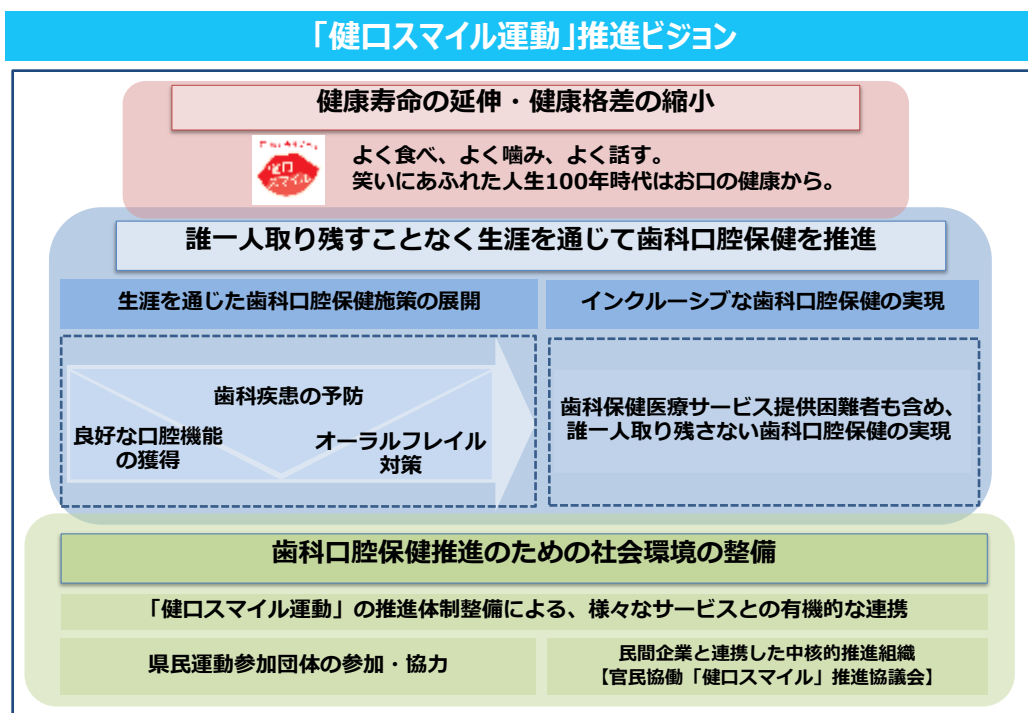 「健口スマイル運動」推進ビジョン
健康寿命の延伸・健康格差の縮小
健口
スマイル
よく食べ、よく噛み、よく話す。
笑いにあふれた人生100年時代はお口の健康から。
誰一人取り残すことなく生涯を通じて歯科口腔保健を推進
生涯を通じた歯科口腔保健施策の展開
インクルーシブな歯科口腔保健の実現
歯科疾患の予防
良好な口腔機能
の獲得
オーラルフレイル
対策
歯科保健医療サービス提供困難者も含め、
誰一人取り残さない歯科口腔保健の実現
歯科口腔保健推進のための社会環境の整備
「健口スマイル運動」の推進体制整備による、様々なサービスとの有機的な連携
県民運動参加団体の参加・協力
民間企業と連携した中核的推進組織
【官民協働「健口スマイル」推進協議会】